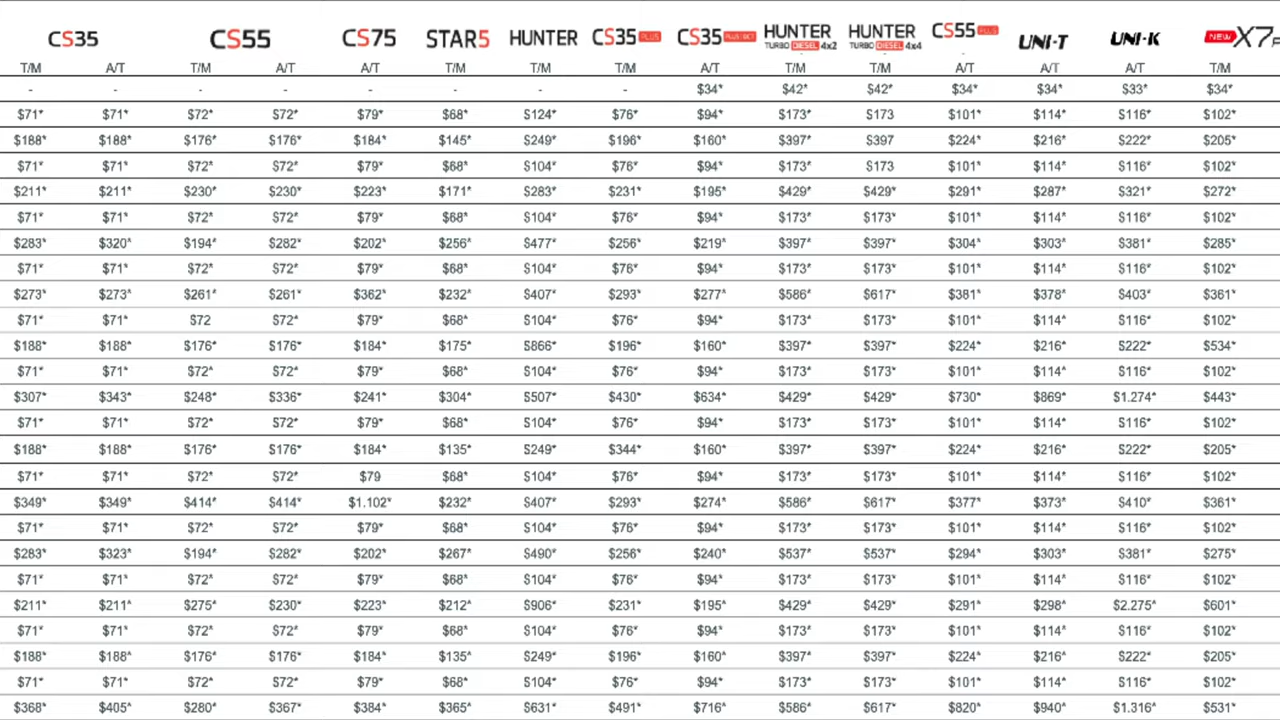 CS35 CS55 CS75 STAR5 HUNTER CS35 PLUS CS35 PLUS HUNTER TURBO DIESEL 4x2 HUNTER TURBO DIESEL 4x4 CS55 PLUS UNI-T UNI-K NEW X7
T/M A/T T/M A/T A/T T/M T/M T/M A/T T/M T/M A/T A/T A/T T/M
- - - - - - - - $34* $42* $42* $34* $34* $33* $34*
$71* $71* $72* $72* $79* $68* $124* $76* $94* $173* $173 $101* $114* $116* $102*
$188* $188* $176* $176* $184* $145* $249* $196* $160* $397* $397 $224* $216* $222* $205*
$71* $71* $72* $72* $79* $68* $104* $76* $94* $173* $173 $101* $114* $116* $102*
$211* $211* $230* $230* $223* $171* $283* $231* $195* $429* $429* $291* $287* $321* $272*
$71* $71* $72* $72* $79* $68* $104* $76* $94* $173* $173* $101* $114* $116* $102*
$283* $320* $194* $282* $202* $256* $477* $256* $219* $397* $397* $304* $303* $381* $285*
$71* $71* $72* $72* $79* $68* $104* $76* $94* $173* $173* $101* $114* $116* $102*
$273* $273* $261* $261* $362* $232* $407* $293* $277* $586* $617* $381* $378* $403* $361*
$71* $71* $72 $72* $79* $68* $104* $76* $94* $173* $173* $101* $114* $116* $102*
$188* $188* $176* $176* $184* $175* $866* $196* $160* $397* $397* $224* $216* $222* $534*
$71* $71* $72* $72* $79* $68* $104* $76* $94* $173* $173* $101* $114* $116* $102*
$307* $343* $248* $336* $241* $304* $507* $430* $634* $429* $429* $730* $869* $1.274* $443*
$71* $71* $72* $72* $79* $68* $104* $76* $94* $173* $173* $101* $114* $116* $102*
$188* $188* $176* $176* $184* $135* $249* $344* $160* $397* $397* $224* $216* $222* $205*
$71* $71* $72* $72* $79 $68* $104* $76* $94* $173* $173* $101* $114* $116* $102*
$349* $349* $414* $414* $1.102* $232* $407* $293* $274* $586* $617* $377* $373* $410* $361*
$71* $71* $72* $72* $79* $68* $104* $76* $94* $173* $173* $101* $114* $116* $102*
$283* $323* $194* $282* $202* $267* $490* $256* $240* $537* $537* $294* $303* $381* $275*
$71* $71* $72* $72* $79* $68* $104* $76* $94* $173* $173* $101* $114* $116* $102*
$211* $211* $275* $230* $223* $212* $906* $231* $195* $429* $429* $291* $298* $2.275* $601*
$71* $71* $72* $72* $79* $68* $104* $76* $94* $173* $173* $101* $114* $116* $102*
$188* $188* $176* $176* $184* $135* $249* $196* $160* $397* $397* $224* $216* $222* $205*
$71* $71* $72* $72* $79* $68* $104* $76* $94* $173* $173* $101* $114* $116* $102*
$368* $405* $280* $367* $384* $365* $631* $491* $716* $586* $617* $820* $940* $1.316* $531*